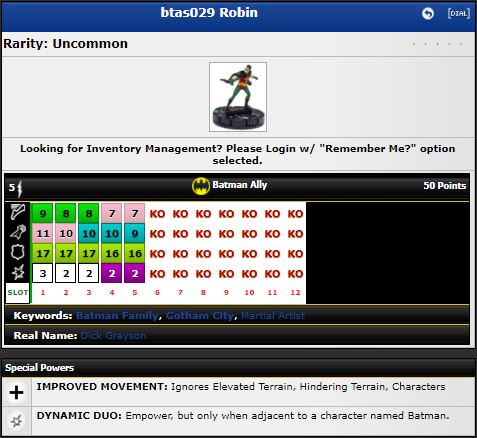 btas029 Robin
[DIAL]
Rarity: Uncommon
Looking for Inventory Management? Please Login w/ "Remember Me?" option
selected.
5 Batman Ally 50 Points
9 8 8 7 7 KO KO KO KO KO KO KO
11 10 10 10 9 KO KO KO KO KO KO KO
17 17 17 16 16 KO KO KO KO KO KO KO
3 2 2 2 2 KO KO KO KO KO KO KO
SLOT 1 2 3 4 5 6 7 8 9 10 11 12
Keywords: Batman Family, Gotham City, Martial Artist
Real Name: Dick Grayson
Special Powers
IMPROVED MOVEMENT: Ignores Elevated Terrain, Hindering Terrain, Characters
DYNAMIC DUO: Empower, but only when adjacent to a character named Batman.